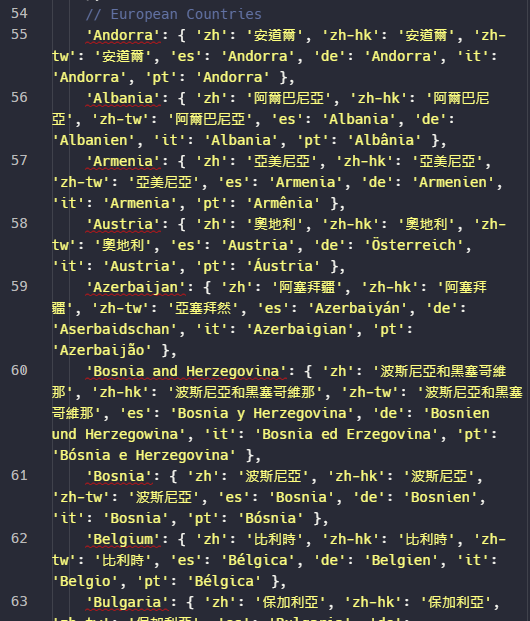 54 // European Countries
55 'Andorra': { 'zh': '安道爾', 'zh-hk': '安道爾', 'zh-
tw': '安道爾', 'es': 'Andorra', 'de': 'Andorra', 'it':
'Andorra', 'pt': 'Andorra' },
56 'Albania': { 'zh': '阿爾巴尼亞', 'zh-hk': '阿爾巴尼
亞', 'zh-tw': '阿爾巴尼亞', 'es': 'Albania', 'de':
'Albanien', 'it': 'Albania', 'pt': 'Albânia' },
57 'Armenia': { 'zh': '亞美尼亞', 'zh-hk': '亞美尼亞',
'zh-tw': '亞美尼亞', 'es': 'Armenia', 'de': 'Armenien',
'it': 'Armenia', 'pt': 'Armênia' },
58 'Austria': { 'zh': '奧地利', 'zh-hk': '奧地利', 'zh-
tw': '奧地利', 'es': 'Austria', 'de': 'Österreich',
'it': 'Austria', 'pt': 'Áustria' },
59 'Azerbaijan': { 'zh': '阿塞拜疆', 'zh-hk': '阿塞拜
疆', 'zh-tw': '亞塞拜然', 'es': 'Azerbaiyán', 'de':
'Aserbaidschan', 'it': 'Azerbaigian', 'pt':
'Azerbaijão' },
60 'Bosnia and Herzegovina': { 'zh': '波斯尼亞和黑塞哥維
那', 'zh-hk': '波斯尼亞和黑塞哥維那', 'zh-tw': '波斯尼亞和黑塞
哥維那', 'es': 'Bosnia y Herzegovina', 'de': 'Bosnien
und Herzegowina', 'it': 'Bosnia ed Erzegovina', 'pt':
'Bósnia e Herzegovina' },
61 'Bosnia': { 'zh': '波斯尼亞', 'zh-hk': '波斯尼亞',
'zh-tw': '波斯尼亞', 'es': 'Bosnia', 'de': 'Bosnien',
'it': 'Bosnia', 'pt': 'Bósnia' },
62 'Belgium': { 'zh': '比利時', 'zh-hk': '比利時', 'zh-
tw': '比利時', 'es': 'Bélgica', 'de': 'Belgien', 'it':
'Belgio', 'pt': 'Bélgica' },
63 'Bulgaria': { 'zh': '保加利亞', 'zh-hk': '保加利亞',